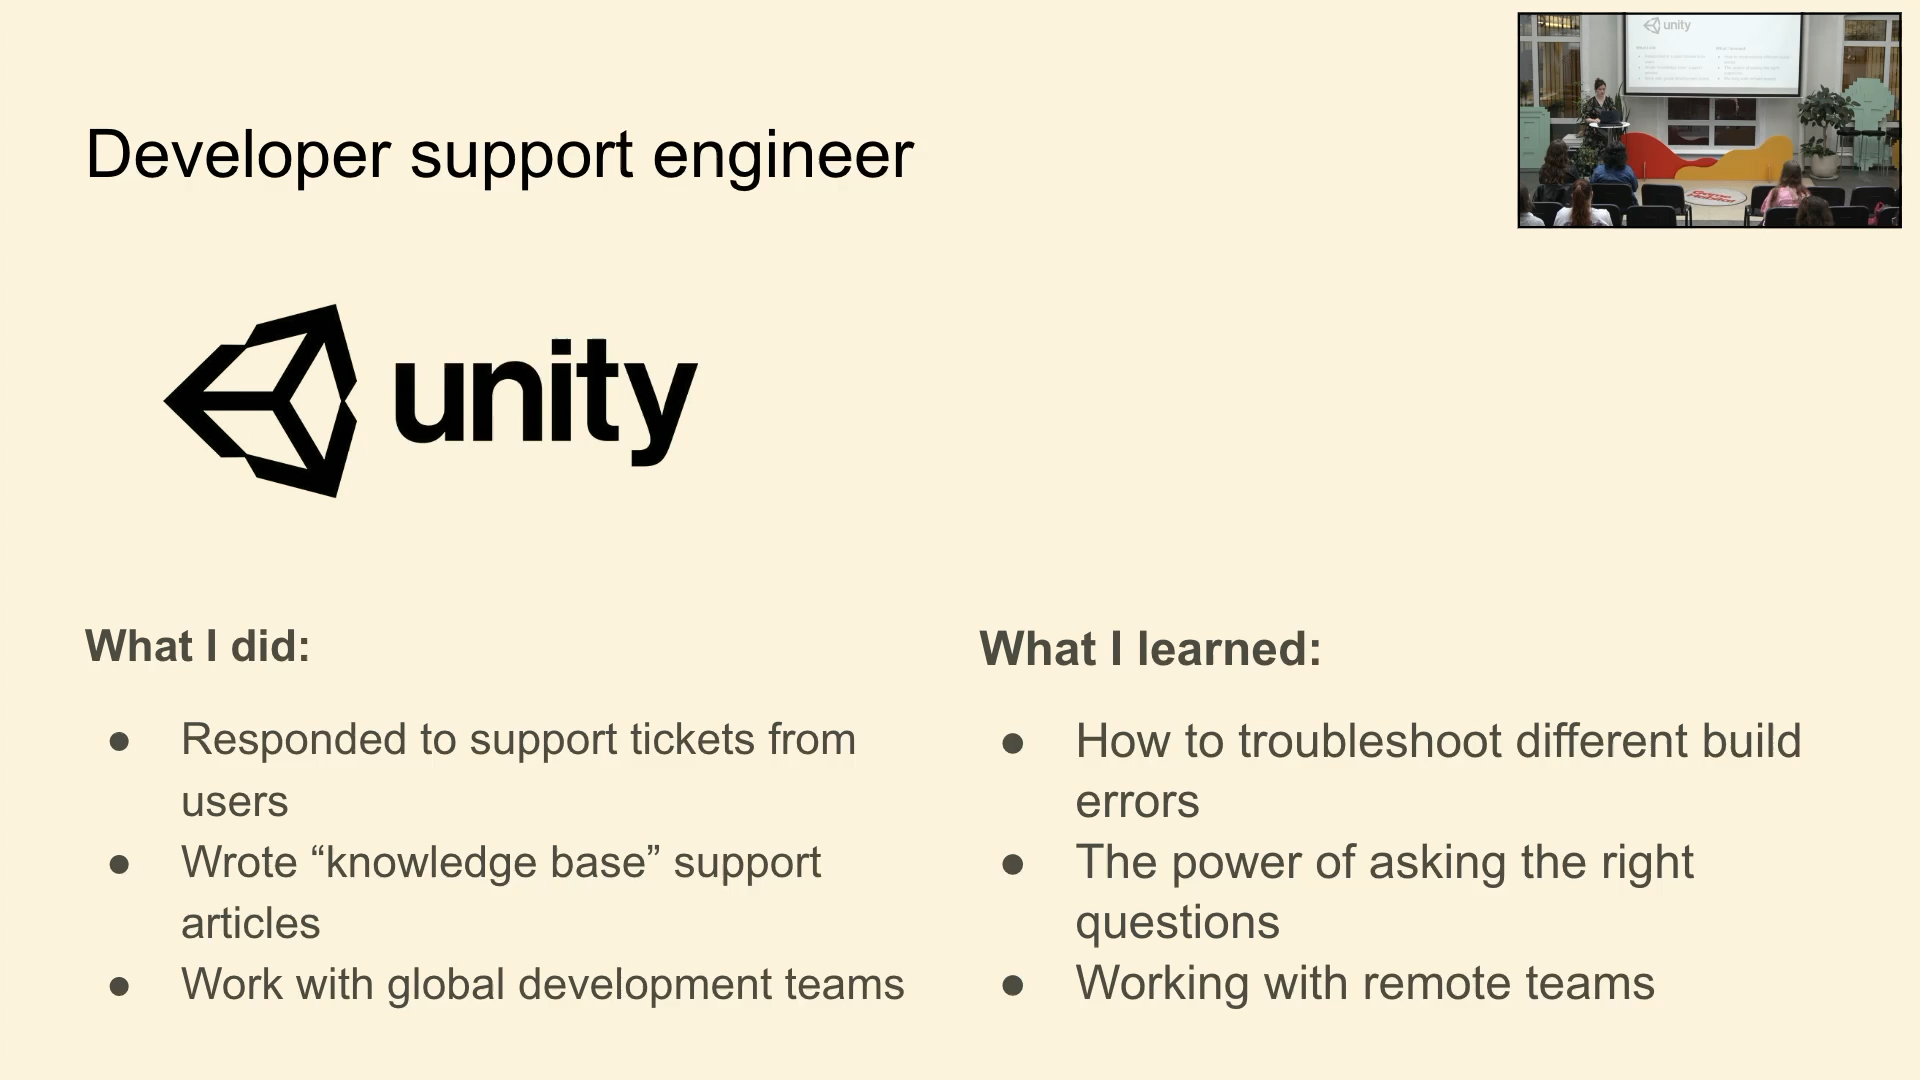 Developer support engineer
unity
What I did:
● Responded to support tickets from
users
● Wrote “knowledge base” support
articles
● Work with global development teams
What I learned:
● How to troubleshoot different build
errors
● The power of asking the right
questions
● Working with remote teams
unity